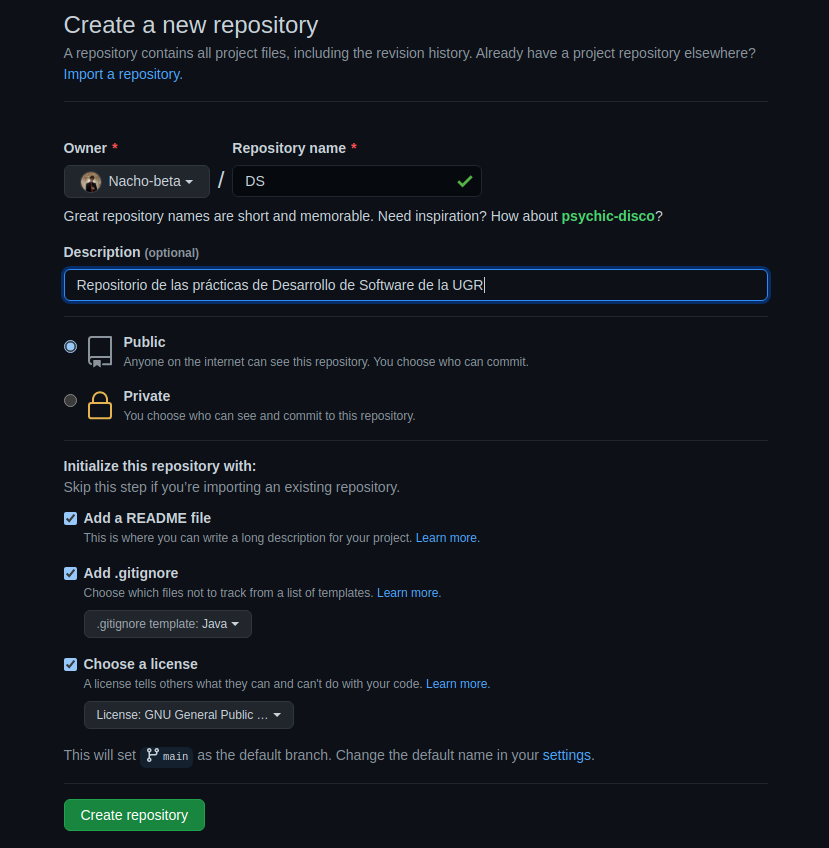 Create a new repository
A repository contains all project files, including the revision history. Already have a project repository elsewhere?
Import a repository.
Owner * Repository name *
Nacho-beta / DS
Great repository names are short and memorable. Need inspiration? How about psychic-disco?
Description (optional)
Repositorio de las prácticas de Desarrollo de Software de la UGR
Public
Anyone on the internet can see this repository. You choose who can commit.
Private
You choose who can see and commit to this repository.
Initialize this repository with:
Skip this step if you’re importing an existing repository.
Add a README file
This is where you can write a long description for your project. Learn more.
Add .gitignore
Choose which files not to track from a list of templates. Learn more.
.gitignore template: Java
Choose a license
A license tells others what they can and can't do with your code. Learn more.
License: GNU General Public …
This will set main as the default branch. Change the default name in your settings.
Create repository